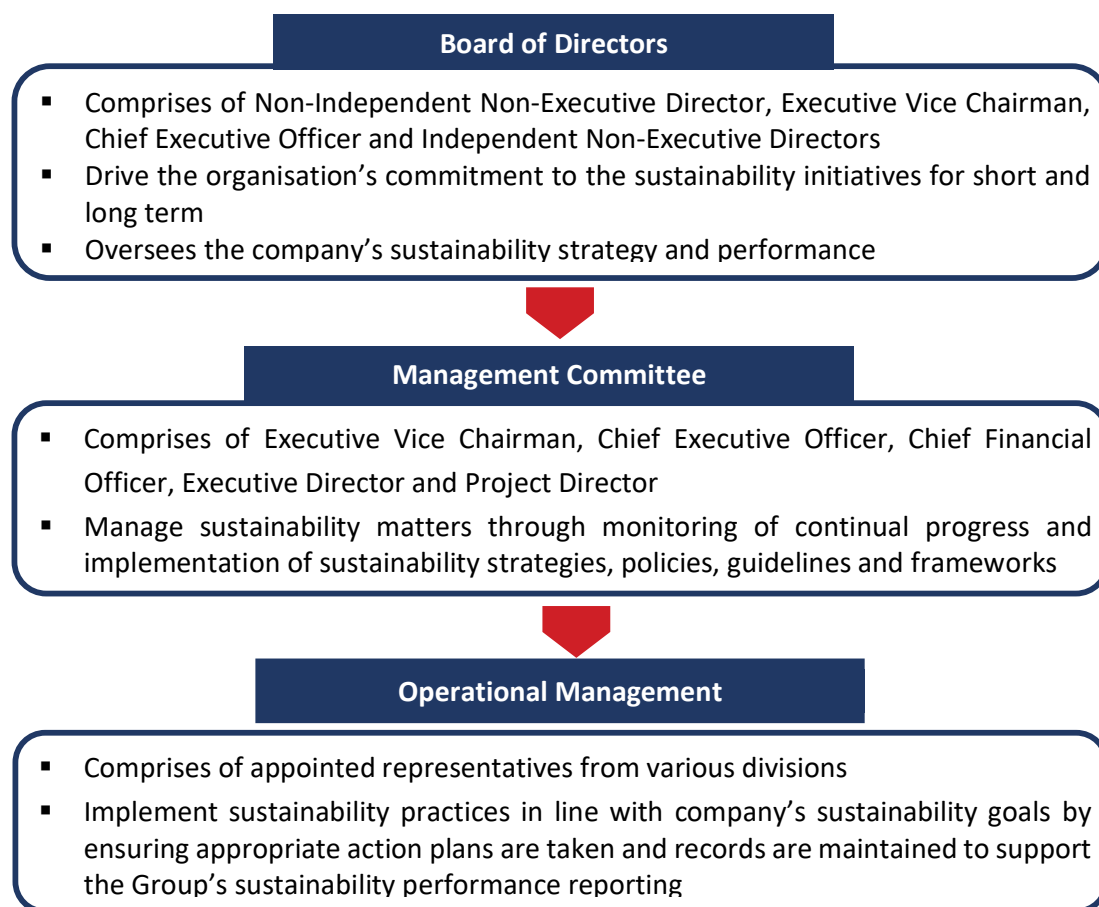 Board of Directors
▪ Comprises of Non-Independent Non-Executive Director, Executive Vice Chairman,
Chief Executive Officer and Independent Non-Executive Directors
▪ Drive the organisation’s commitment to the sustainability initiatives for short and
long term
▪ Oversees the company’s sustainability strategy and performance
Management Committee
▪ Comprises of Executive Vice Chairman, Chief Executive Officer, Chief Financial
Officer, Executive Director and Project Director
▪ Manage sustainability matters through monitoring of continual progress and
implementation of sustainability strategies, policies, guidelines and frameworks
Operational Management
▪ Comprises of appointed representatives from various divisions
▪ Implement sustainability practices in line with company’s sustainability goals by
ensuring appropriate action plans are taken and records are maintained to support
the Group’s sustainability performance reporting